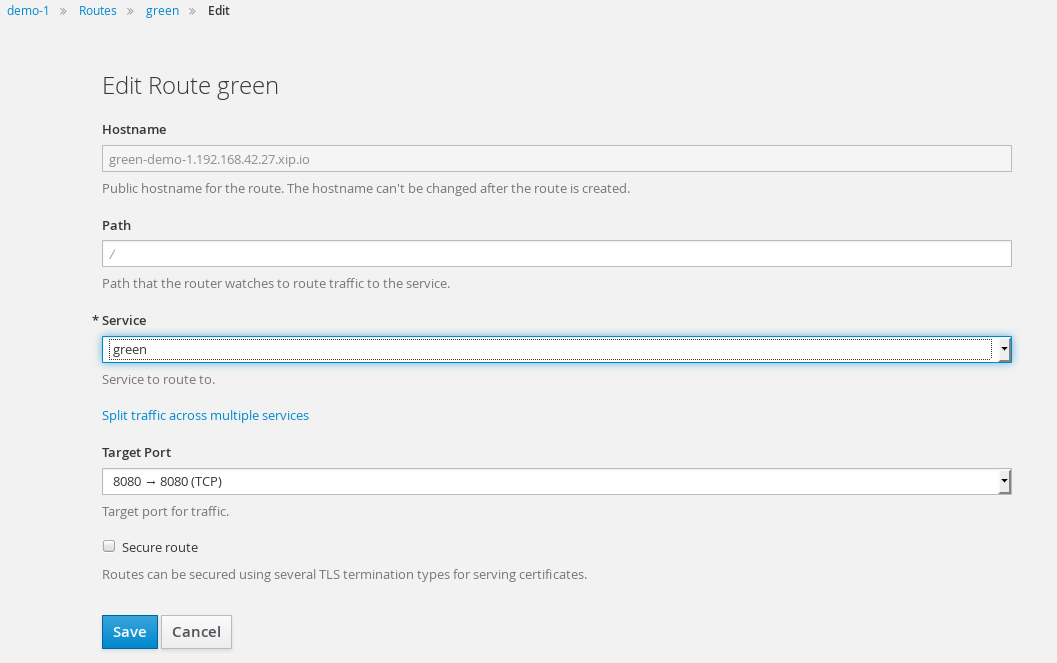 demo-1 » Routes » green » Edit
Edit Route green
Hostname
green-demo-1.192.168.42.27.xip.io
Public hostname for the route. The hostname can't be changed after the route is created.
Path
/
Path that the router watches to route traffic to the service.
* Service
green
Service to route to.
Split traffic across multiple services
Target Port
8080 → 8080 (TCP)
Target port for traffic.
Secure route
Routes can be secured using several TLS termination types for serving certificates.
Save Cancel